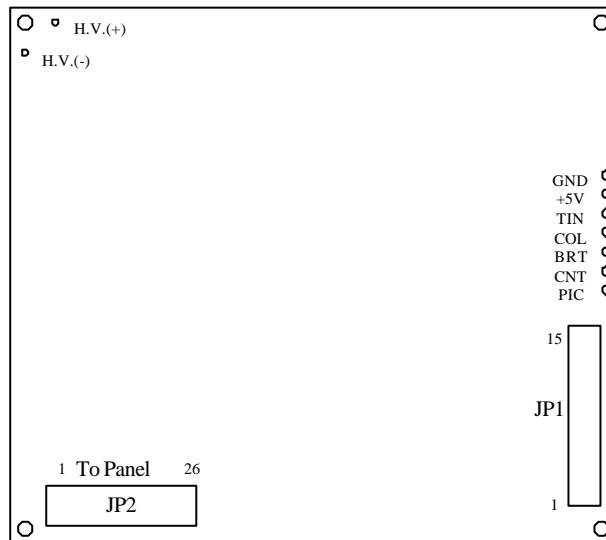 H.V.(+)
H.V.(-)
GND
+5V
TIN
COL
BRT
CNT
PIC
15
JP1
1
1 To Panel 26
JP2